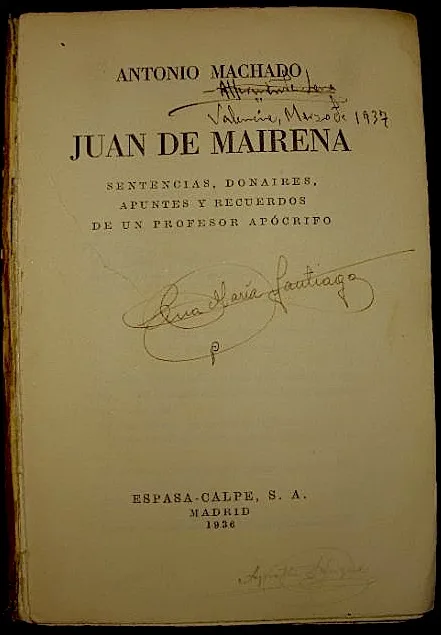 ANTONIO MACHADO
Valencia, Marzo de 1937
JUAN DE MAIRENA
SENTENCIAS, DONAIRES,
APUNTES Y RECUERDOS
DE UN PROFESOR APÓCRIFO
Ana María Santiago
ESPASA-CALPE, S. A.
MADRID
1936